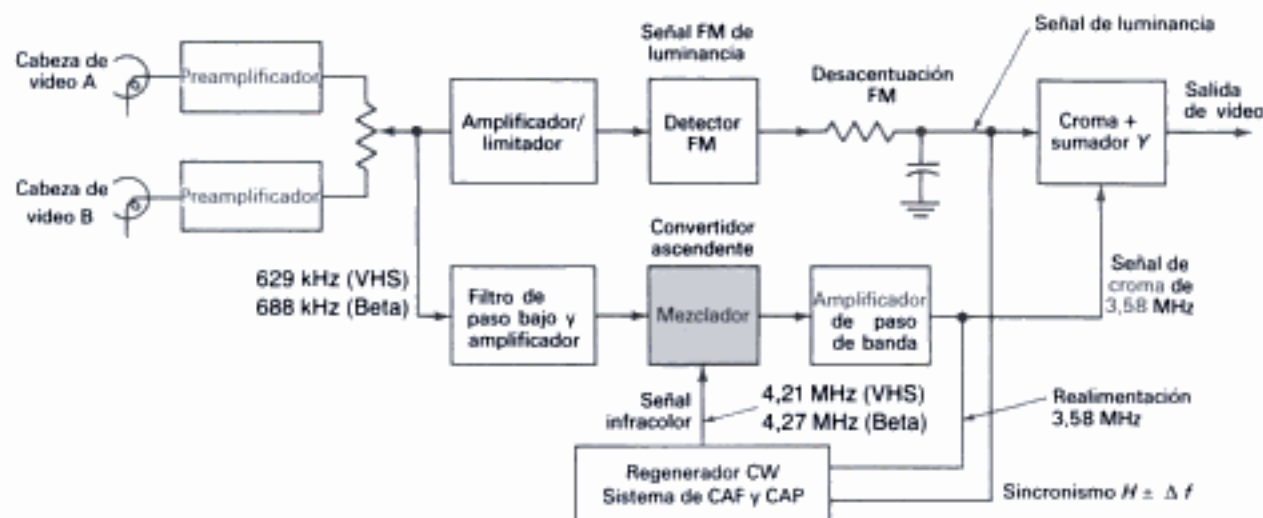 Cabeza de
video A
Preamplificador
Cabeza de
video B
Preamplificador
Amplificador/
limitador
Señal FM de
luminancia
Detector
FM
Desacentuación
FM
Señal de luminancia
Croma +
sumador Y
Salida
de video
629 kHz (VHS)
688 kHz (Beta)
Filtro de
paso bajo y
amplificador
Convertidor
ascendente
Mezclador
Amplificador
de paso
de banda
Señal de
croma de
3,58 MHz
Señal
infracolor
4,21 MHz (VHS)
4,27 MHz (Beta)
Realimentación
3,58 MHz
Regenerador CW
Sistema de CAF y CAP
Sincronismo H ± Δ f